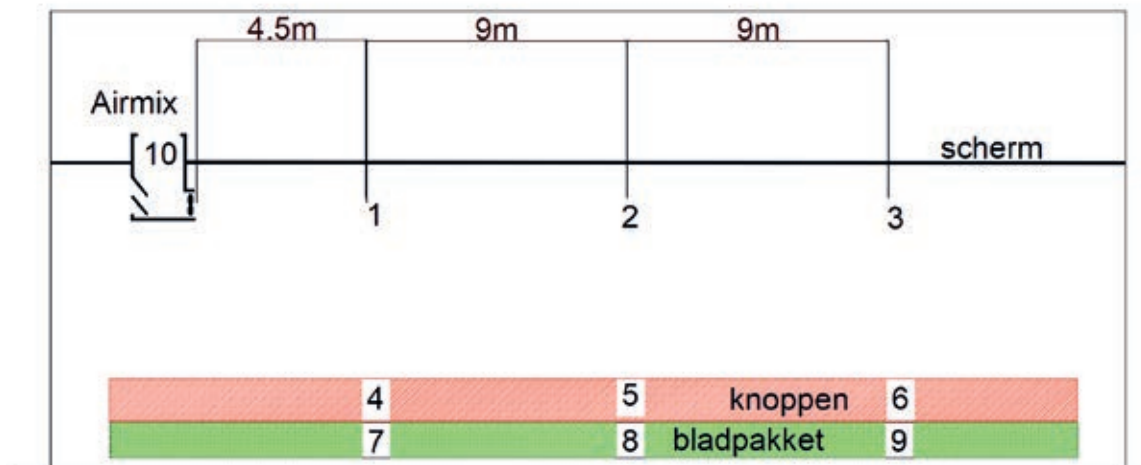 4.5m 9m 9m
Airmix
10
scherm
1 2 3
4 5 knoppen 6
7 8 bladpakket 9